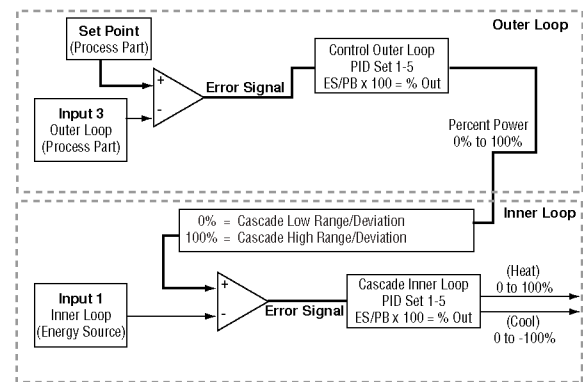 Outer Loop
Set Point
(Process Part)
+
-
Error Signal
Control Outer Loop
PID Set 1-5
ES/PB x 100 = % Out
Input 3
Outer Loop
(Process Part)
Percent Power
0% to 100%
Inner Loop
0% = Cascade Low Range/Deviation
100% = Cascade High Range/Deviation
+
-
Error Signal
Input 1
Inner Loop
(Energy Source)
Cascade Inner Loop
PID Set 1-5
ES/PB x 100 = % Out
(Heat)
0 to 100%
(Cool)
0 to -100%